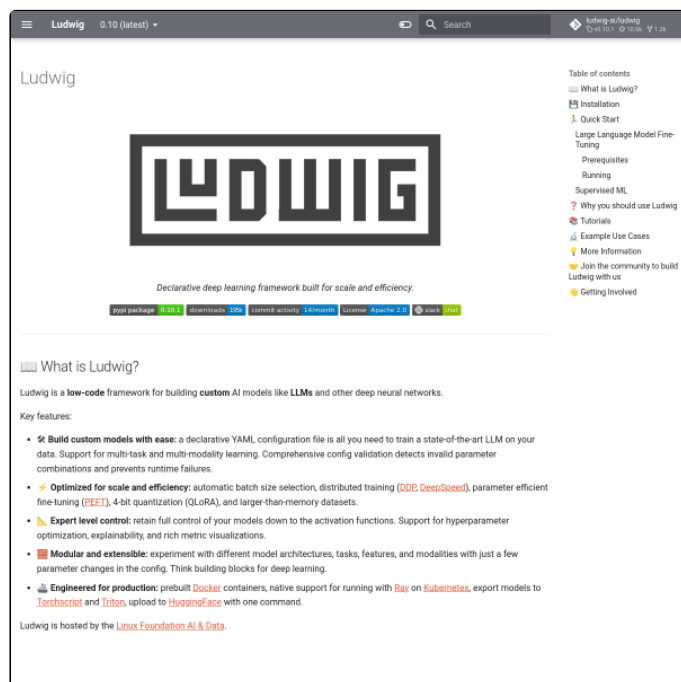 Ludwig 0.10 (latest) Search ludwig-ai/ludwig
v0.10.1 10.6k 1.2k
Ludwig
LUDWIG
Declarative deep learning framework built for scale and efficiency.
pypi package 0.10.1 downloads 195k commit activity 14/month License Apache 2.0 slack chat
Table of contents
📖 What is Ludwig?
💾 Installation
🏃 Quick Start
Large Language Model Fine-
Tuning
Prerequisites
Running
Supervised ML
❓ Why you should use Ludwig
📚 Tutorials
🔬 Example Use Cases
💡 More Information
🤝 Join the community to build
Ludwig with us
👋 Getting Involved
📖 What is Ludwig?
Ludwig is a low-code framework for building custom AI models like LLMs and other deep neural networks.
Key features:
• 🛠 Build custom models with ease: a declarative YAML configuration file is all you need to train a state-of-the-art LLM on your
data. Support for multi-task and multi-modality learning. Comprehensive config validation detects invalid parameter
combinations and prevents runtime failures.
• ⚡ Optimized for scale and efficiency: automatic batch size selection, distributed training (DDP, DeepSpeed), parameter efficient
fine-tuning (PEFT), 4-bit quantization (QLoRA), and larger-than-memory datasets.
• 📐 Expert level control: retain full control of your models down to the activation functions. Support for hyperparameter
optimization, explainability, and rich metric visualizations.
• 🧱 Modular and extensible: experiment with different model architectures, tasks, features, and modalities with just a few
parameter changes in the config. Think building blocks for deep learning.
• 🚢 Engineered for production: prebuilt Docker containers, native support for running with Ray on Kubernetes, export models to
Torchscript and Triton, upload to HuggingFace with one command.
Ludwig is hosted by the Linux Foundation AI & Data.